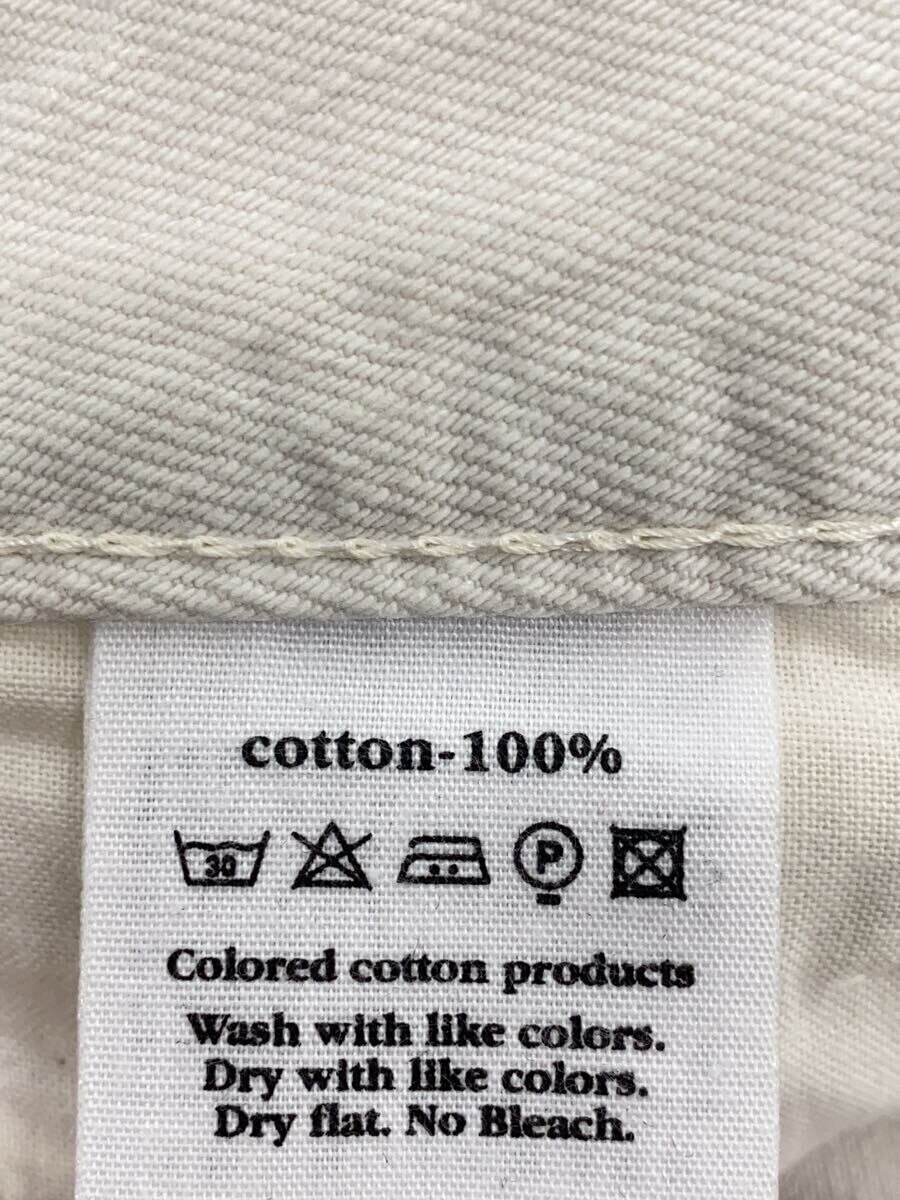 cotton-100%
30 P
Colored cotton products
Wash with like colors.
Dry with like colors.
Dry flat. No Bleach.